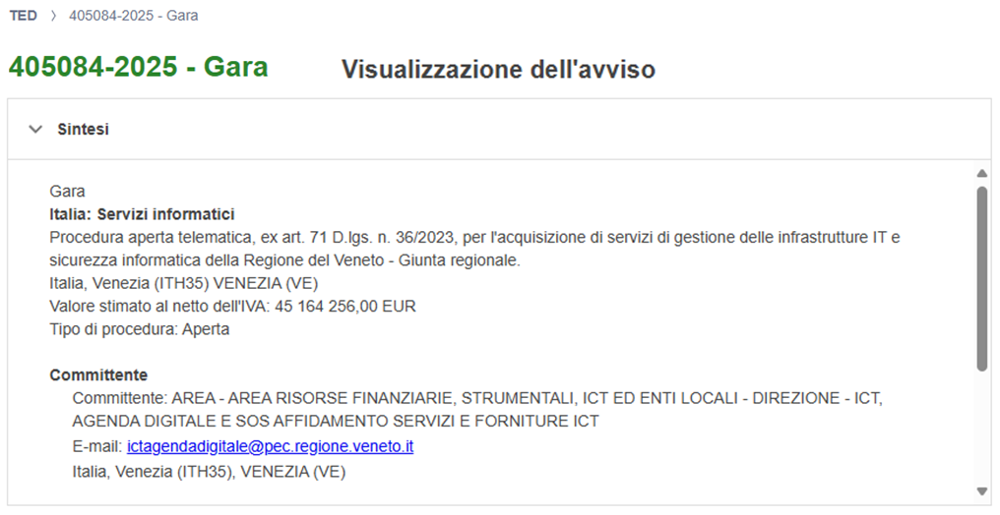 TED > 405084-2025 - Gara
405084-2025 - Gara Visualizzazione dell'avviso
Sintesi
Gara
Italia: Servizi informatici
Procedura aperta telematica, ex art. 71 D.lgs. n. 36/2023, per l'acquisizione di servizi di gestione delle infrastrutture IT e
sicurezza informatica della Regione del Veneto - Giunta regionale.
Italia, Venezia (ITH35) VENEZIA (VE)
Valore stimato al netto dell'IVA: 45 164 256,00 EUR
Tipo di procedura: Aperta
Committente
Committente: AREA - AREA RISORSE FINANZIARIE, STRUMENTALI, ICT ED ENTI LOCALI - DIREZIONE - ICT,
AGENDA DIGITALE E SOS AFFIDAMENTO SERVIZI E FORNITURE ICT
E-mail: ictagendadigitale@pec.regione.veneto.it
Italia, Venezia (ITH35), VENEZIA (VE)